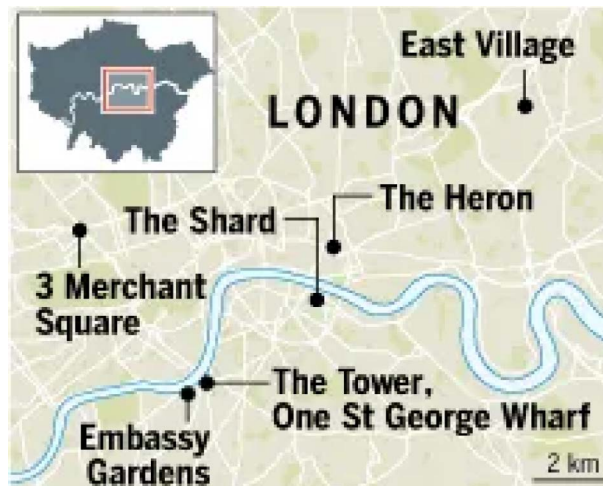 East Village
LONDON
The Heron
The Shard
3 Merchant
Square
The Tower,
One St George Wharf
Embassy
Gardens
2 km